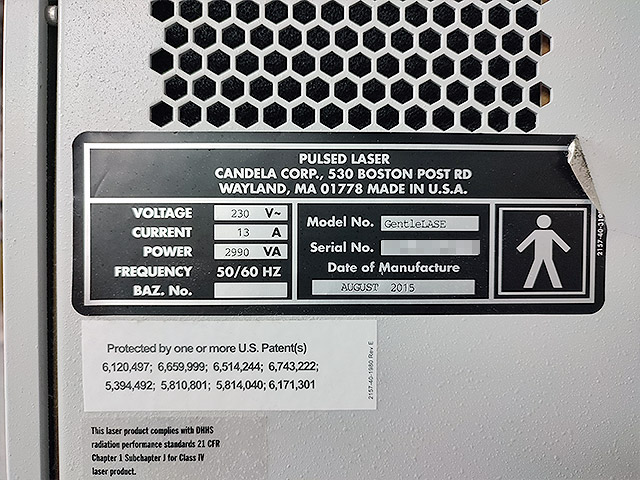 PULSED LASER
CANDELA CORP., 530 BOSTON POST RD
WAYLAND, MA 01778 MADE IN U.S.A.
VOLTAGE 230 V~
CURRENT 13 A
POWER 2990 VA
FREQUENCY 50/60 HZ
BAZ. No.
Model No. GentleLASE
Serial No.
Date of Manufacture
AUGUST 2015
Protected by one or more U.S. Patent(s)
6,120,497; 6,659,999; 6,514,244; 6,743,222;
5,394,492; 5,810,801; 5,814,040; 6,171,301
2157-40-1980 Rev E
This laser product complies with DHHS
radiation performance standards 21 CFR
Chapter 1 Subchapter J for Class IV
laser product.